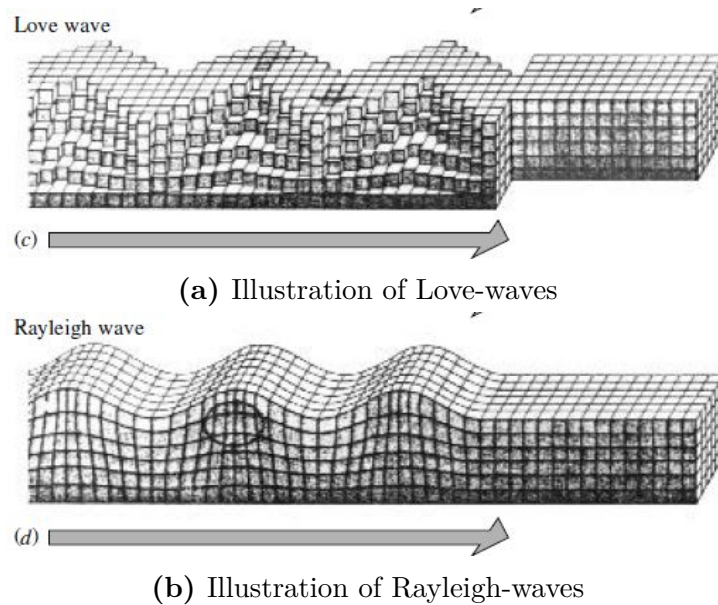 Love wave
(c)
(a) Illustration of Love-waves
Rayleigh wave
(d)
(b) Illustration of Rayleigh-waves